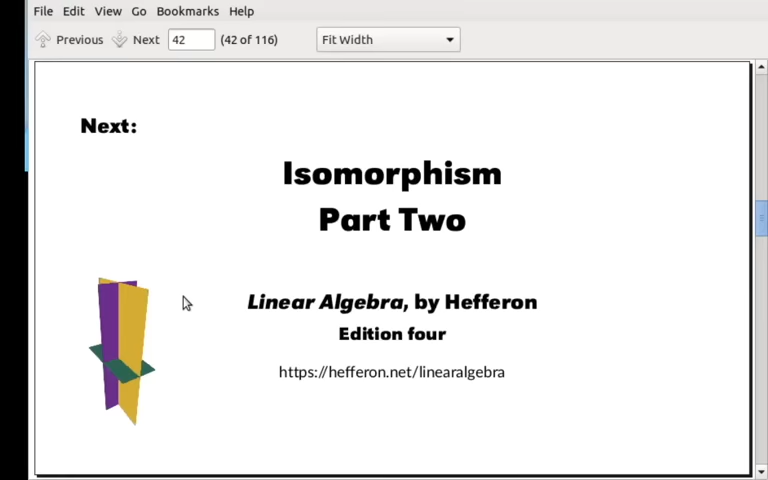 File Edit View Go Bookmarks Help
Previous Next 42 (42 of 116) Fit Width
Next:
Isomorphism
Part Two
Linear Algebra, by Hefferon
Edition four
https://hefferon.net/linearalgebra